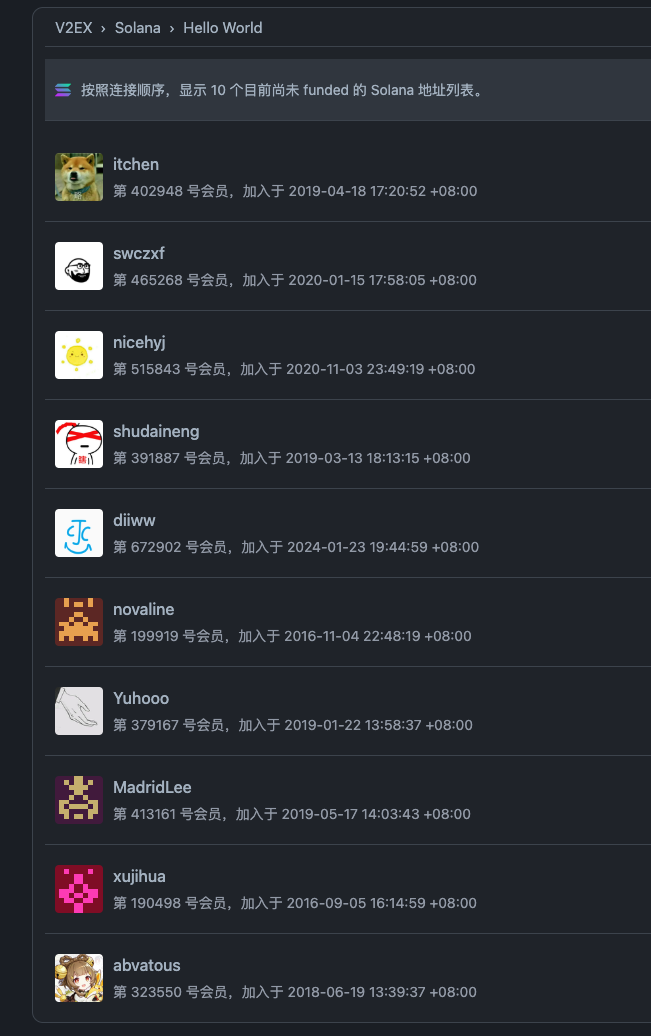 V2EX › Solana › Hello World
按照连接顺序，显示 10 个目前尚未 funded 的 Solana 地址列表。
itchen
第 402948 号会员，加入于 2019-04-18 17:20:52 +08:00
swczxf
第 465268 号会员，加入于 2020-01-15 17:58:05 +08:00
nicehyj
第 515843 号会员，加入于 2020-11-03 23:49:19 +08:00
shudaineng
第 391887 号会员，加入于 2019-03-13 18:13:15 +08:00
diiww
第 672902 号会员，加入于 2024-01-23 19:44:59 +08:00
novaline
第 199919 号会员，加入于 2016-11-04 22:48:19 +08:00
Yuhooo
第 379167 号会员，加入于 2019-01-22 13:58:37 +08:00
MadridLee
第 413161 号会员，加入于 2019-05-17 14:03:43 +08:00
xujihua
第 190498 号会员，加入于 2016-09-05 16:14:59 +08:00
abvatous
第 323550 号会员，加入于 2018-06-19 13:39:37 +08:00